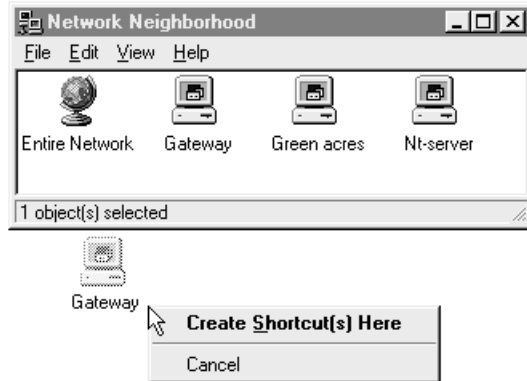 Network Neighborhood
File Edit View Help
Entire Network Gateway Green acres Nt-server
1 object(s) selected
Gateway
Create Shortcut(s) Here
Cancel